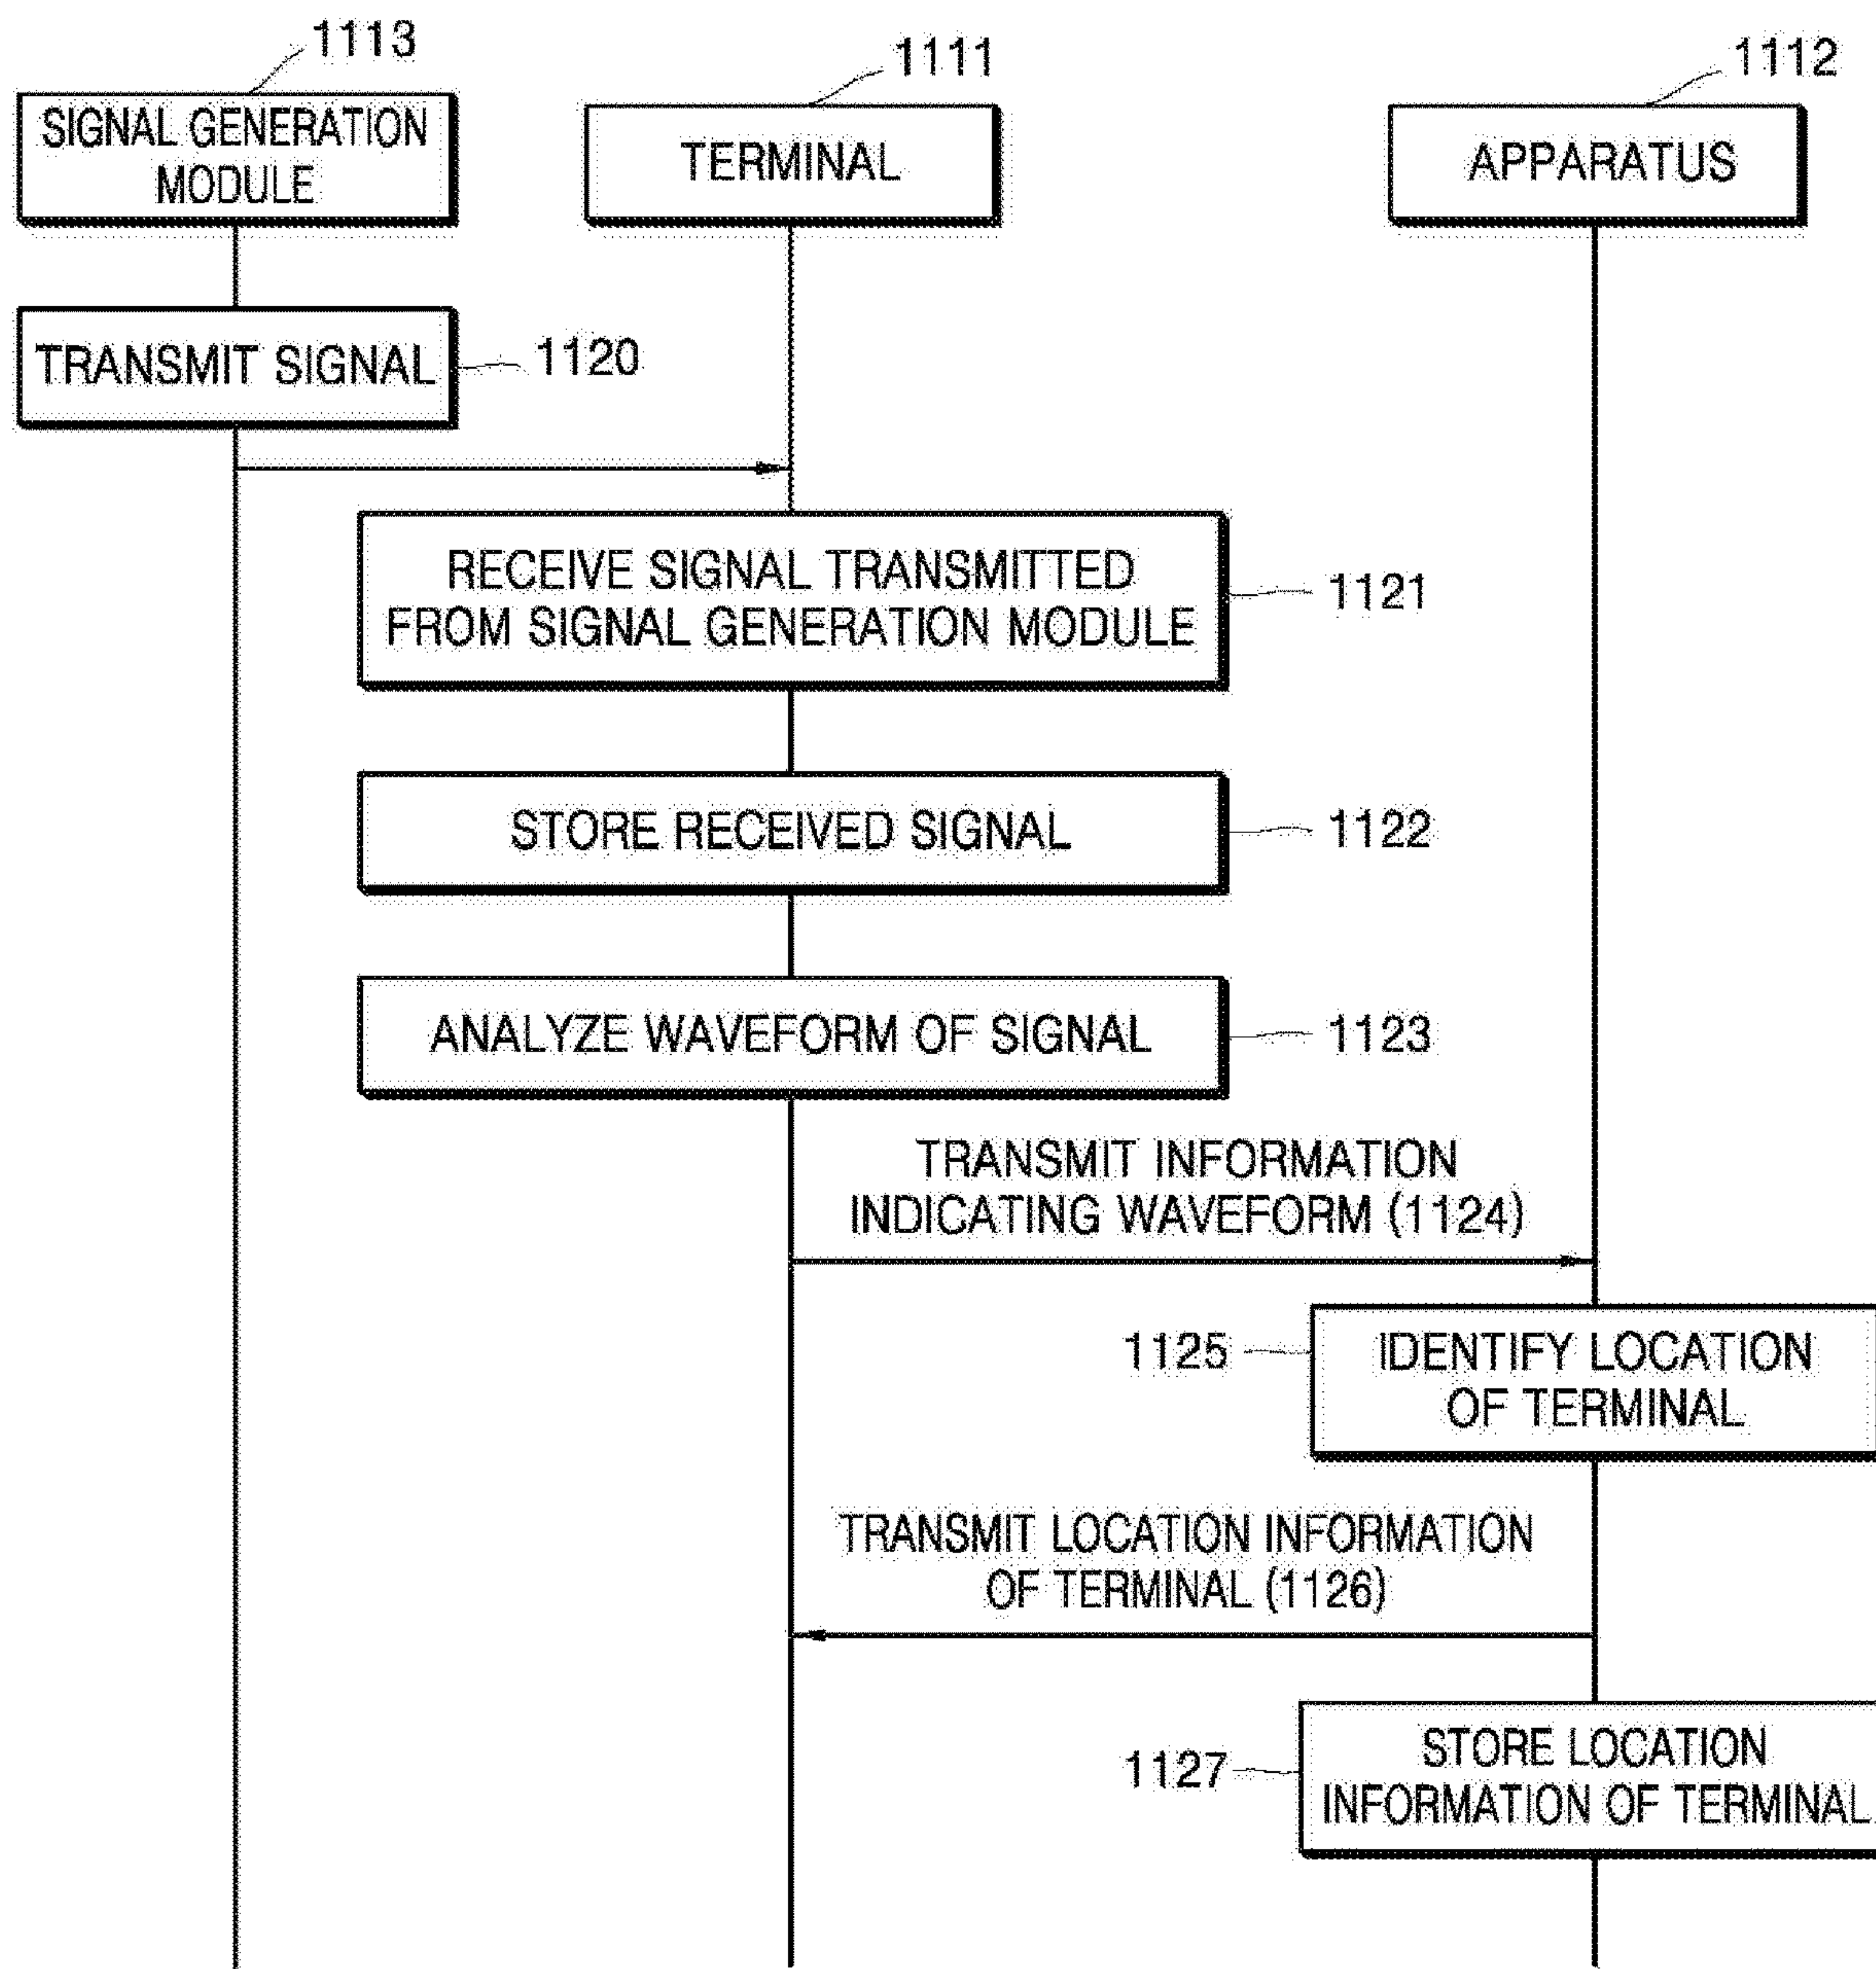 1113
1111
1112
SIGNAL GENERATION
MODULE
TERMINAL
APPARATUS
TRANSMIT SIGNAL
1120
RECEIVE SIGNAL TRANSMITTED
FROM SIGNAL GENERATION MODULE
1121
STORE RECEIVED SIGNAL
1122
ANALYZE WAVEFORM OF SIGNAL
1123
TRANSMIT INFORMATION
INDICATING WAVEFORM (1124)
1125
IDENTIFY LOCATION
OF TERMINAL
TRANSMIT LOCATION INFORMATION
OF TERMINAL (1126)
1127
STORE LOCATION
INFORMATION OF TERMINAL